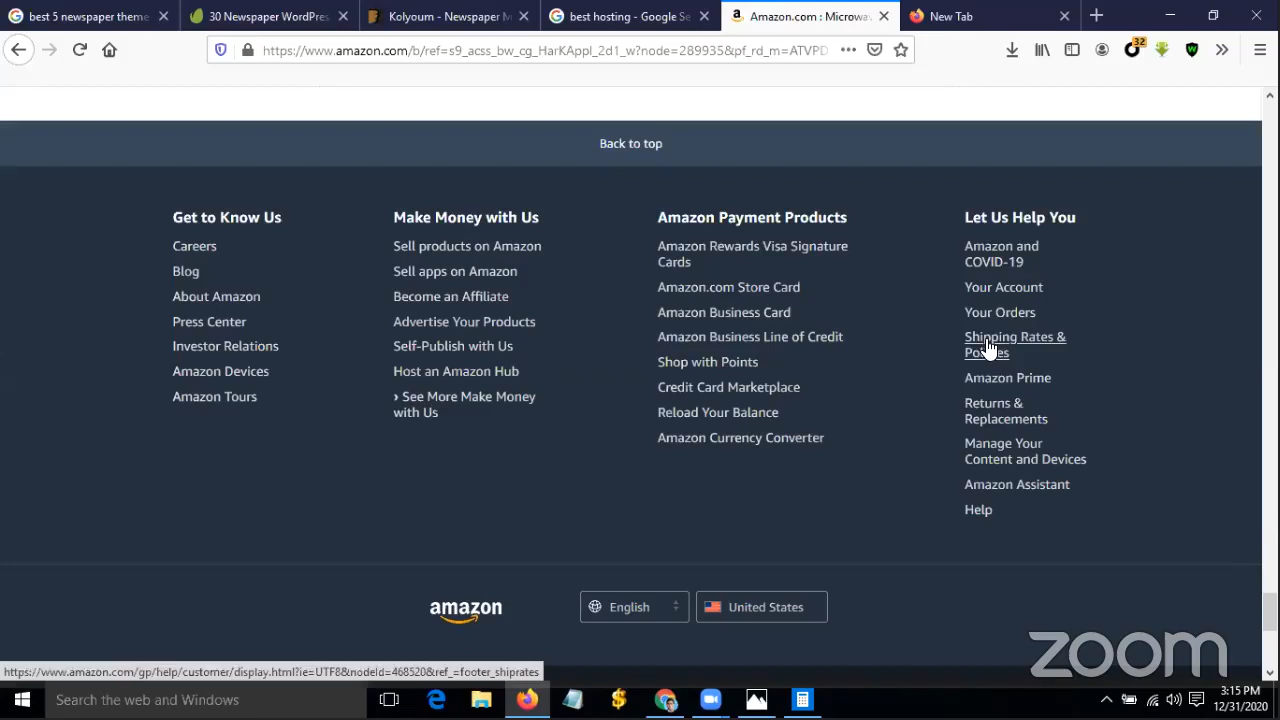 best 5 newspaper theme
30 Newspaper WordPres
Kolyoum - Newspaper M
best hosting - Google Se
Amazon.com : Microwa
New Tab
https://www.amazon.com/b/ref=s9_acss_bw_cg_HarKAppl_2d1_w?node=289935&pf_rd_m=ATVPD
32
Back to top
Get to Know Us
Careers
Blog
About Amazon
Press Center
Investor Relations
Amazon Devices
Amazon Tours
Make Money with Us
Sell products on Amazon
Sell apps on Amazon
Become an Affiliate
Advertise Your Products
Self-Publish with Us
Host an Amazon Hub
› See More Make Money
with Us
Amazon Payment Products
Amazon Rewards Visa Signature
Cards
Amazon.com Store Card
Amazon Business Card
Amazon Business Line of Credit
Shop with Points
Credit Card Marketplace
Reload Your Balance
Amazon Currency Converter
Let Us Help You
Amazon and
COVID-19
Your Account
Your Orders
Shipping Rates &
Policies
Amazon Prime
Returns &
Replacements
Manage Your
Content and Devices
Amazon Assistant
Help
amazon
English
United States
zoom
https://www.amazon.com/gp/help/customer/display.html?ie=UTF8&nodeId=468520&ref_=footer_shiprates
Search the web and Windows
3:15 PM
12/31/2020